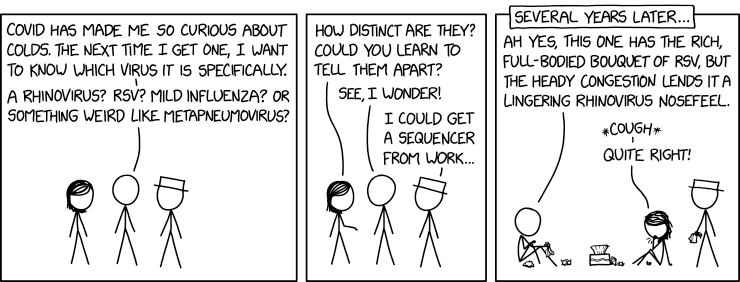 COVID HAS MADE ME SO CURIOUS ABOUT
COLDS. THE NEXT TIME I GET ONE, I WANT
TO KNOW WHICH VIRUS IT IS SPECIFICALLY.
A RHINOVIRUS? RSV? MILD INFLUENZA? OR
SOMETHING WEIRD LIKE METAPNEUMOVIRUS?
HOW DISTINCT ARE THEY?
COULD YOU LEARN TO
TELL THEM APART?
SEE, I WONDER!
I COULD GET
A SEQUENCER
FROM WORK...
SEVERAL YEARS LATER...
AH YES, THIS ONE HAS THE RICH,
FULL-BODIED BOUQUET OF RSV, BUT
THE HEADY CONGESTION LENDS IT A
LINGERING RHINOVIRUS NOSEFEEL.
*COUGH*
QUITE RIGHT!